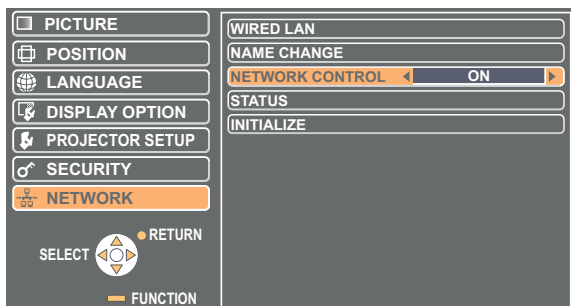 PICTURE
POSITION
LANGUAGE
DISPLAY OPTION
PROJECTOR SETUP
SECURITY
NETWORK
RETURN
SELECT
FUNCTION
WIRED LAN
NAME CHANGE
NETWORK CONTROL ON
STATUS
INITIALIZE